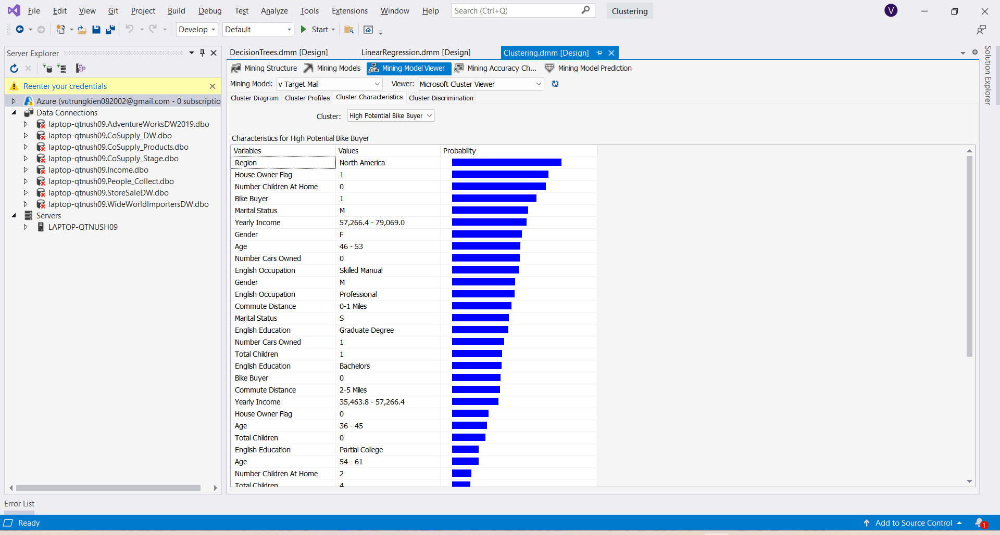 File Edit View Git Project Build Debug Test Analyze Tools Extensions Window Help Search (Ctrl+Q) Clustering V
Develop Default Start
Server Explorer
Reenter your credentials
Azure (vutrungkien082002@gmail.com - 0 subscriptio
Data Connections
laptop-qtnush09.AdventureWorksDW2019.dbo
laptop-qtnush09.CoSupply_DW.dbo
laptop-qtnush09.CoSupply_Products.dbo
laptop-qtnush09.CoSupply_Stage.dbo
laptop-qtnush09.Income.dbo
laptop-qtnush09.People_Collect.dbo
laptop-qtnush09.StoreSaleDW.dbo
laptop-qtnush09.WideWorldImportersDW.dbo
Servers
LAPTOP-QTNUSH09
DecisionTrees.dmm [Design] LinearRegression.dmm [Design] Clustering.dmm [Design]
Mining Structure Mining Models Mining Model Viewer Mining Accuracy Ch... Mining Model Prediction
Mining Model: v Target Mail Viewer: Microsoft Cluster Viewer
Cluster Diagram Cluster Profiles Cluster Characteristics Cluster Discrimination
Cluster: High Potential Bike Buyer
Characteristics for High Potential Bike Buyer
Variables Values Probability
Region North America
House Owner Flag 1
Number Children At Home 0
Bike Buyer 1
Marital Status M
Yearly Income 57,266.4 - 79,069.0
Gender F
Age 46 - 53
Number Cars Owned 0
English Occupation Skilled Manual
Gender M
English Occupation Professional
Commute Distance 0-1 Miles
Marital Status S
English Education Graduate Degree
Number Cars Owned 1
Total Children 1
English Education Bachelors
Bike Buyer 0
Commute Distance 2-5 Miles
Yearly Income 35,463.8 - 57,266.4
House Owner Flag 0
Age 36 - 45
Total Children 0
English Education Partial College
Age 54 - 61
Number Children At Home 2
Total Children 4
Solution Explorer
Error List
Ready Add to Source Control 1